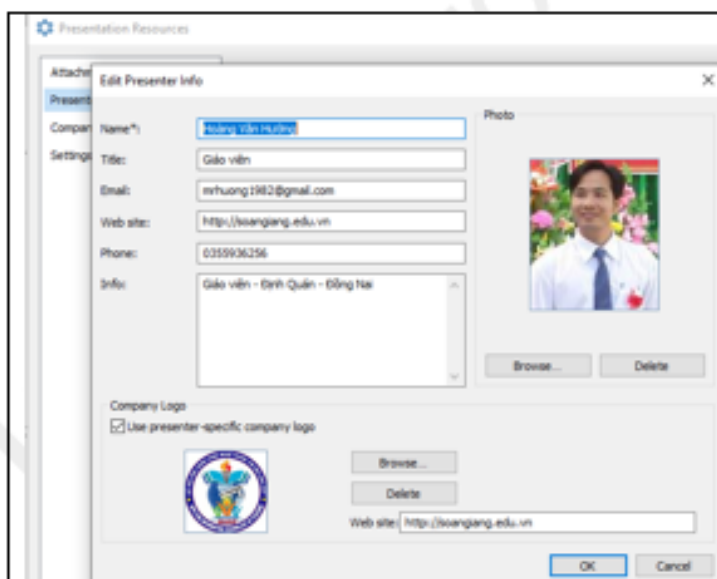 Presentation Resources
Attachm
Edit Presenter Info
Present
Photo
Compan
Name*:
Hoàng Văn Hưởng
Settings
Title:
Giáo viên
Email:
mrhuong1982@gmail.com
Web site:
http://soangiang.edu.vn
Phone:
0355936256
Info:
Giáo viên - Định Quán - Đồng Nai
Browse...
Delete
Company Logo
Use presenter-specific company logo
Browse...
Delete
Web site:
http://soangiang.edu.vn
OK
Cancel